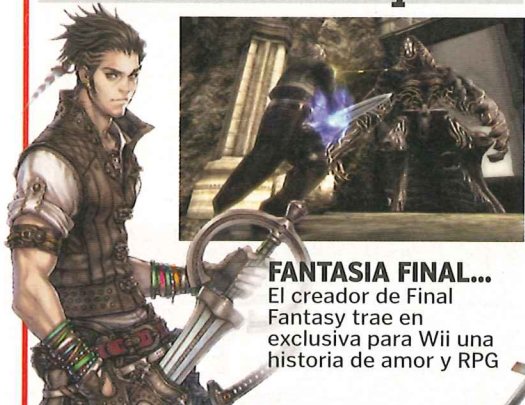 FANTASIA FINAL...
El creador de Final
Fantasy trae en
exclusiva para Wii una
historia de amor y RPG